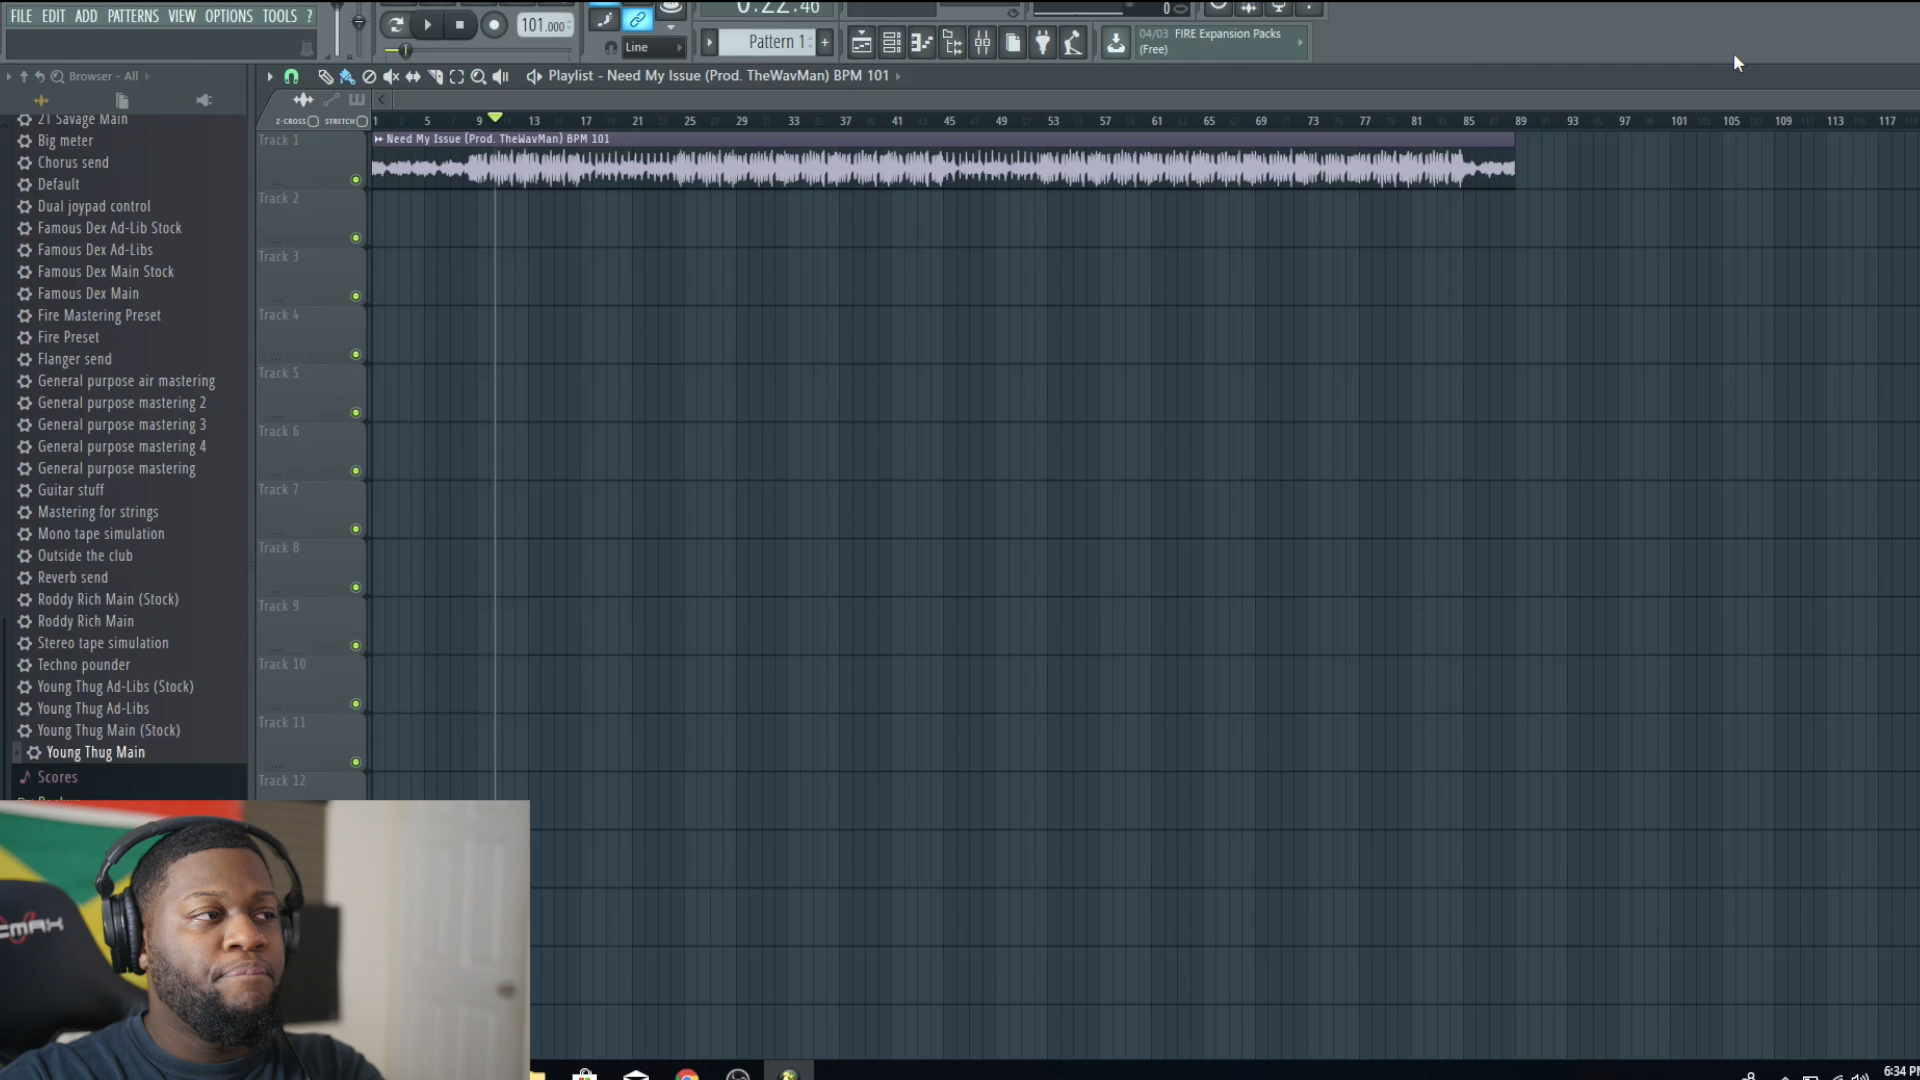 FILE EDIT ADD PATTERNS VIEW OPTIONS TOOLS ?
101.000
0:22:46
0
Line
Pattern 1
+
04/03 FIRE Expansion Packs
(Free)
Browser - All
Playlist - Need My Issue (Prod. TheWavMan) BPM 101
Z-CROSS STRETCH
1 5 9 13 17 21 25 29 33 37 41 45 49 53 57 61 65 69 73 77 81 85 89 93 97 101 105 109 113 117
Need My Issue (Prod. TheWavMan) BPM 101
21 Savage Main
Big meter
Chorus send
Default
Dual joypad control
Famous Dex Ad-Lib Stock
Famous Dex Ad-Libs
Famous Dex Main Stock
Famous Dex Main
Fire Mastering Preset
Fire Preset
Flanger send
General purpose air mastering
General purpose mastering 2
General purpose mastering 3
General purpose mastering 4
General purpose mastering
Guitar stuff
Mastering for strings
Mono tape simulation
Outside the club
Reverb send
Roddy Rich Main (Stock)
Roddy Rich Main
Stereo tape simulation
Techno pounder
Young Thug Ad-Libs (Stock)
Young Thug Ad-Libs
Young Thug Main (Stock)
Young Thug Main
Scores
Track 1
Track 2
Track 3
Track 4
Track 5
Track 6
Track 7
Track 8
Track 9
Track 10
Track 11
Track 12
6:34 PM